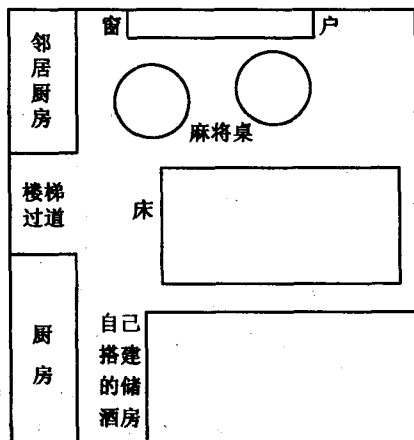 窗 户
邻
居
厨
房
麻将桌
楼梯
过道
床
厨
房
自己
搭建
的储
酒房